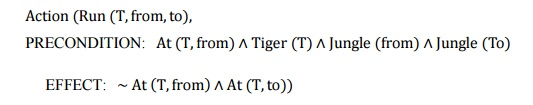 Action (Run (T, from, to),
PRECONDITION: At (T, from) ∧ Tiger (T) ∧ Jungle (from) ∧ Jungle (To)
EFFECT: ~ At (T, from) ∧ At (T, to))